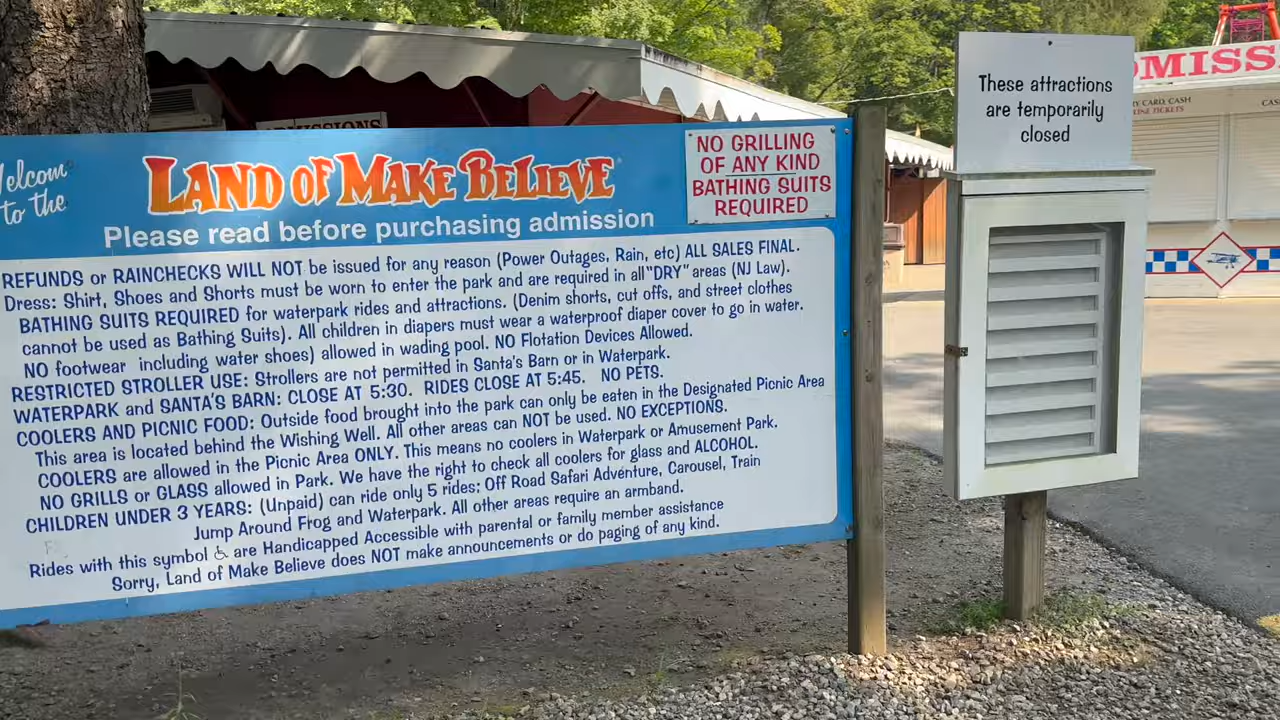 Welcome
to the
LAND OF MAKE BELIEVE
Please read before purchasing admission
NO GRILLING
OF ANY KIND
BATHING SUITS
REQUIRED
REFUNDS or RAINCHECKS WILL NOT be issued for any reason (Power Outages, Rain, etc) ALL SALES FINAL.
Dress: Shirt, Shoes and Shorts must be worn to enter the park and are required in all "DRY" areas (NJ Law).
BATHING SUITS REQUIRED for waterpark rides and attractions. (Denim shorts, cut offs, and street clothes
cannot be used as Bathing Suits). All children in diapers must wear a waterproof diaper cover to go in water.
NO footwear including water shoes) allowed in wading pool. NO Flotation Devices Allowed.
RESTRICTED STROLLER USE: Strollers are not permitted in Santa's Barn or in Waterpark.
WATERPARK and SANTA'S BARN: CLOSE AT 5:30. RIDES CLOSE AT 5:45. NO PETS.
COOLERS AND PICNIC FOOD: Outside food brought into the park can only be eaten in the Designated Picnic Area
This area is located behind the Wishing Well. All other areas can NOT be used. NO EXCEPTIONS.
COOLERS are allowed in the Picnic Area ONLY. This means no coolers in Waterpark or Amusement Park.
NO GRILLS or GLASS allowed in Park. We have the right to check all coolers for glass and ALCOHOL.
CHILDREN UNDER 3 YEARS: (Unpaid) can ride only 5 rides; Off Road Safari Adventure, Carousel, Train
Jump Around Frog and Waterpark. All other areas require an armband.
Rides with this symbol ♿ are Handicapped Accessible with parental or family member assistance
Sorry, Land of Make Believe does NOT make announcements or do paging of any kind.
These attractions
are temporarily
closed
DMISS
CARD, CASH
TICKETS